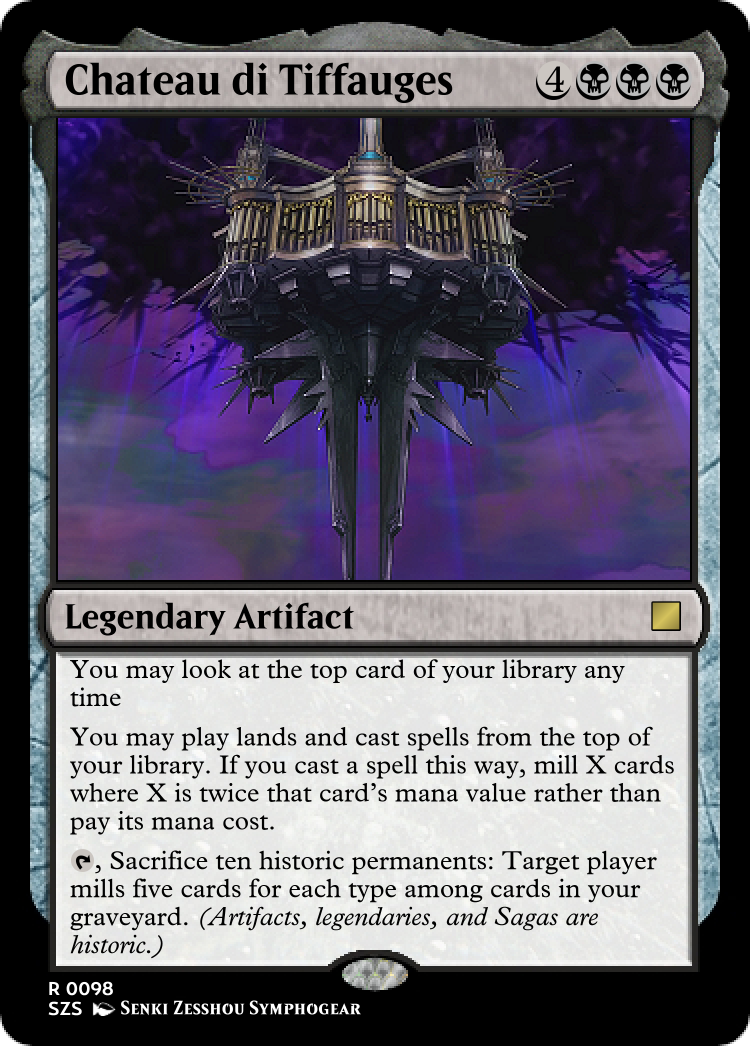 Chateau di Tiffauges 4
Legendary Artifact
You may look at the top card of your library any
time
You may play lands and cast spells from the top of
your library. If you cast a spell this way, mill X cards
where X is twice that card's mana value rather than
pay its mana cost.
, Sacrifice ten historic permanents: Target player
mills five cards for each type among cards in your
graveyard. (Artifacts, legendaries, and Sagas are
historic.)
R 0098
SZS Senki Zesshou Symphogear